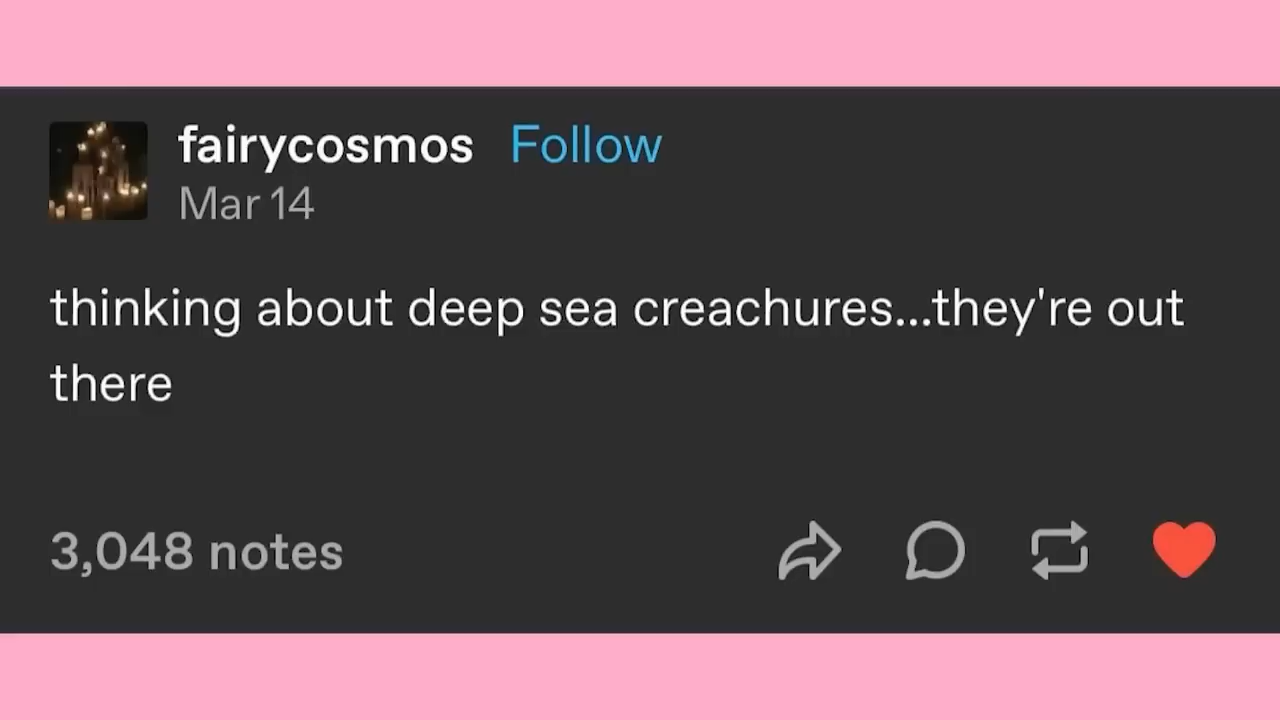 fairycosmos Follow
Mar 14
thinking about deep sea creachures...they're out
there
3,048 notes